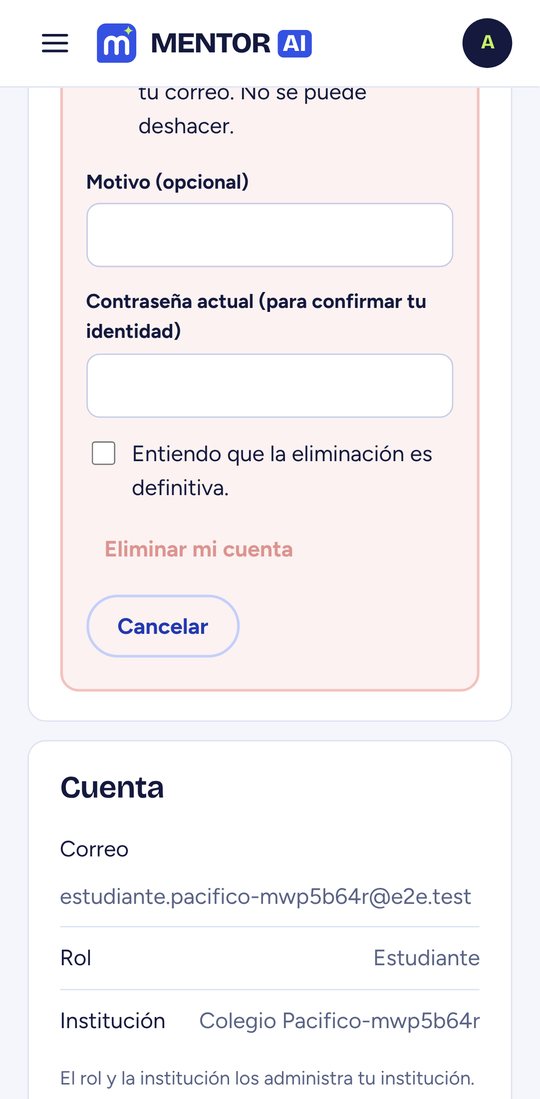 m MENTOR AI
A
tu correo. No se puede
deshacer.
Motivo (opcional)
Contraseña actual (para confirmar tu
identidad)
Entiendo que la eliminación es
definitiva.
Eliminar mi cuenta
Cancelar
Cuenta
Correo
estudiante.pacifico-mwp5b64r@e2e.test
Rol Estudiante
Institución Colegio Pacifico-mwp5b64r
El rol y la institución los administra tu institución.